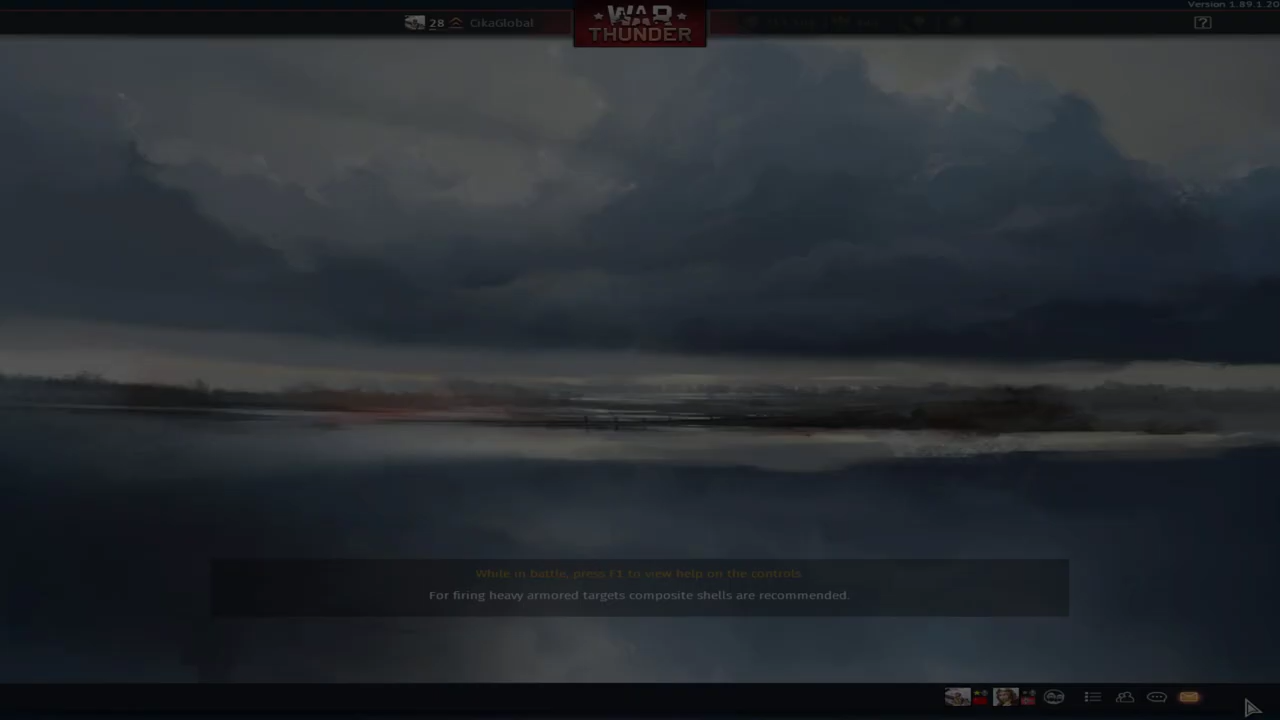 Version 1.89.1.20
28 CikaGlobal
WAR
THUNDER
While in battle, press F1 to view help on the controls
For firing heavy armored targets composite shells are recommended.